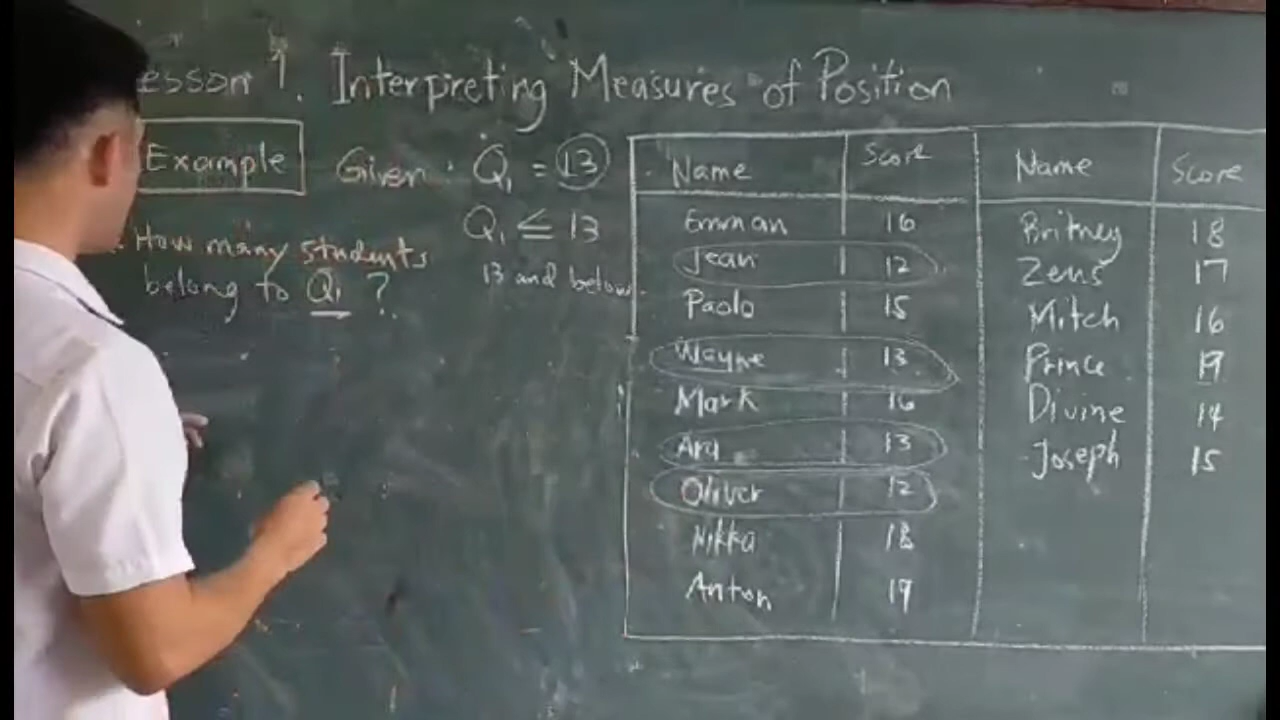 esson 1. Interpreting Measures of Position
Example
Given : Q₁ = 13
Q₁ ≤ 13
13 and below
How many students
belong to Q₁ ?
Name Score Name Score
Emman 16 Britney 18
Jean 12 Zeus 17
Paolo 15 Mitch 16
Wayne 13 Prince 19
Mark 16 Divine 14
Ara 13 Joseph 15
Oliver 12
Nikka 18
Anton 19